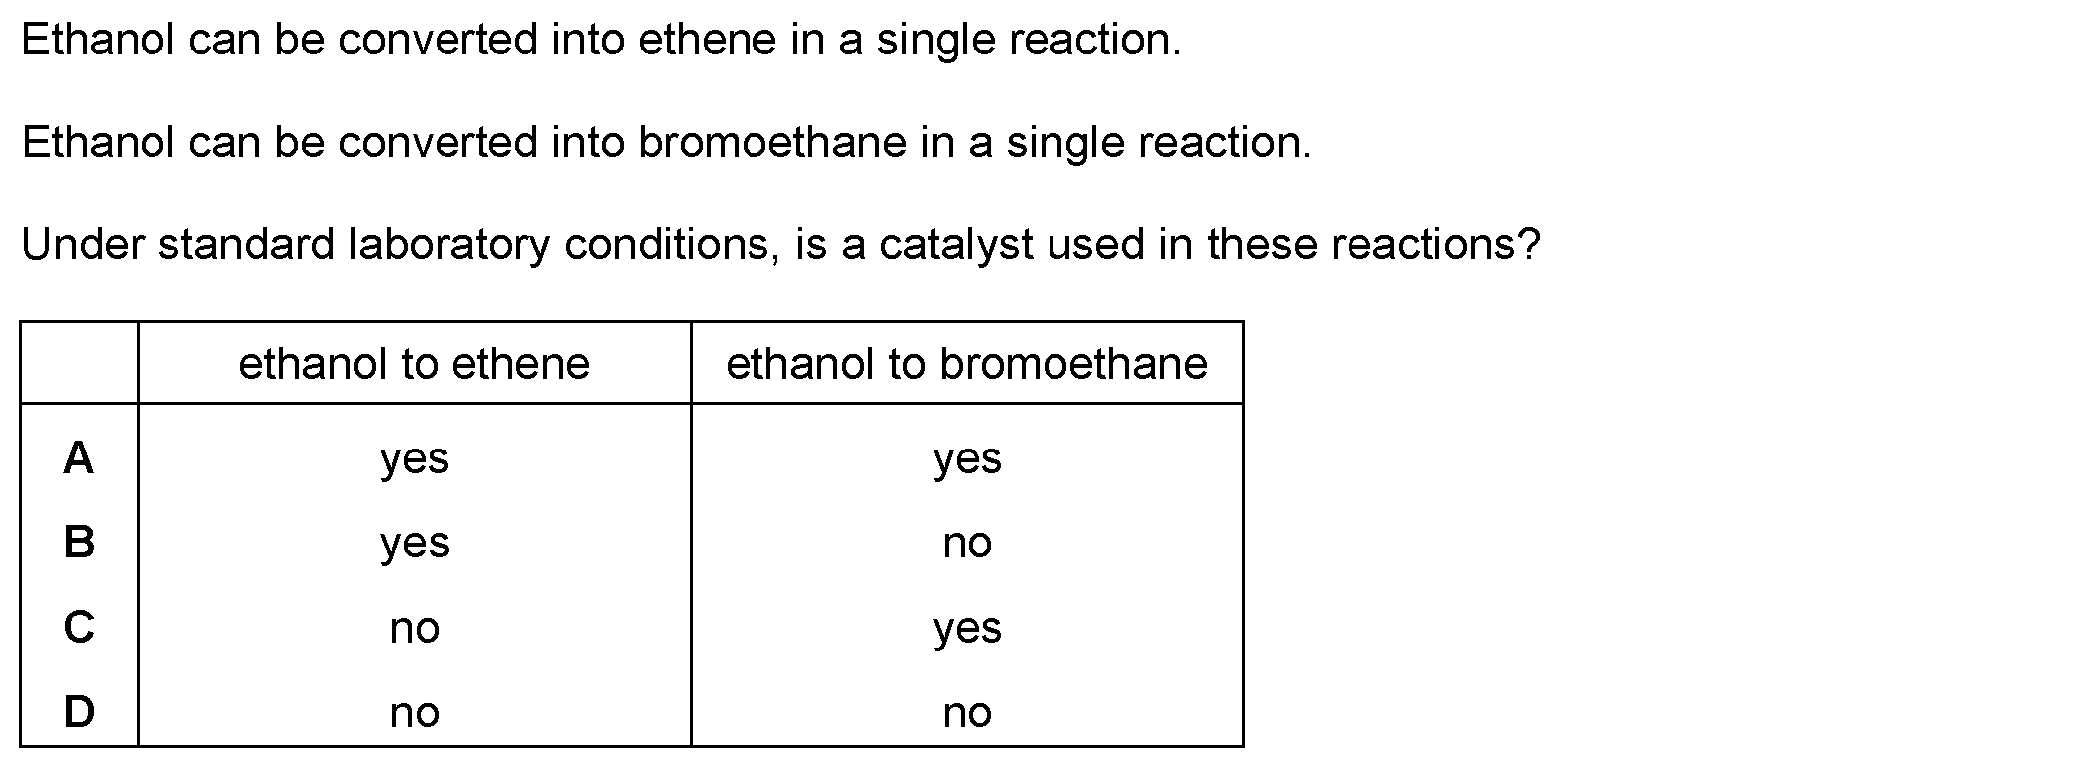 Ethanol can be converted into ethene in a single reaction.
Ethanol can be converted into bromoethane in a single reaction.
Under standard laboratory conditions, is a catalyst used in these reactions?
ethanol to ethene ethanol to bromoethane
A yes yes
B yes no
C no yes
D no no